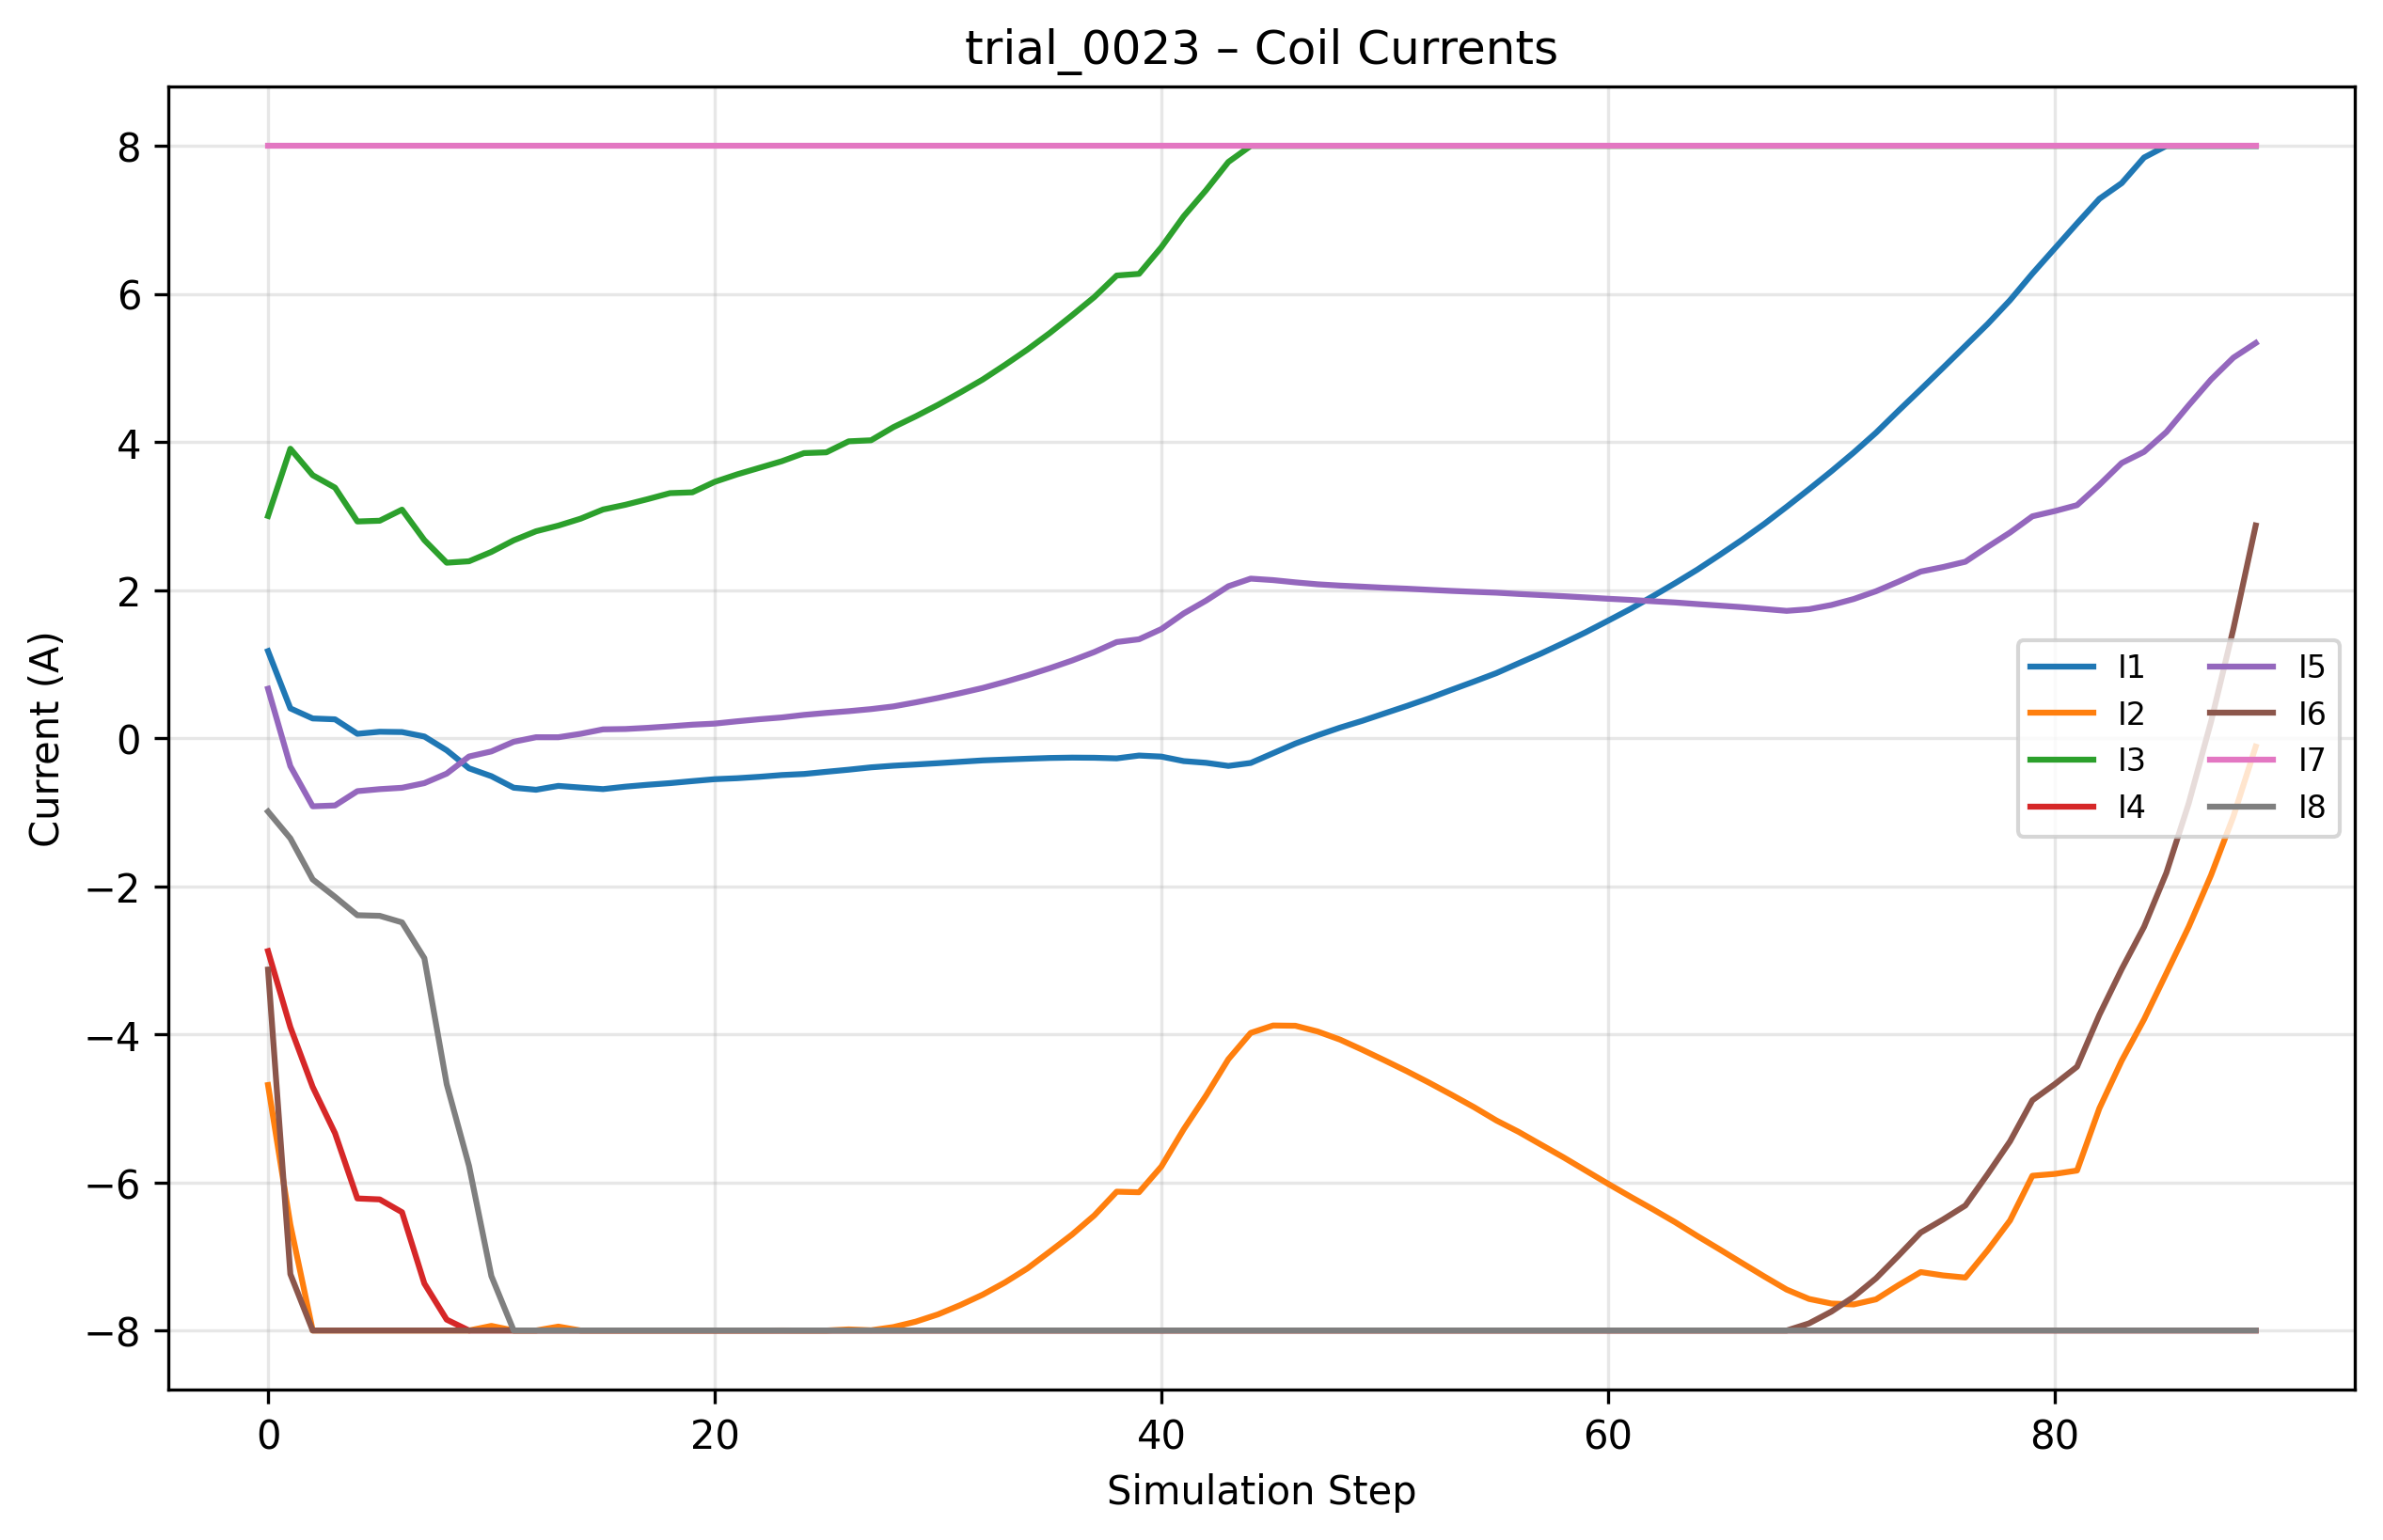 trial_0023 – Coil Currents
Current (A)
8
6
4
2
0
−2
−4
−6
−8
0 20 40 60 80
Simulation Step
I1 I5
I2 I6
I3 I7
I4 I8